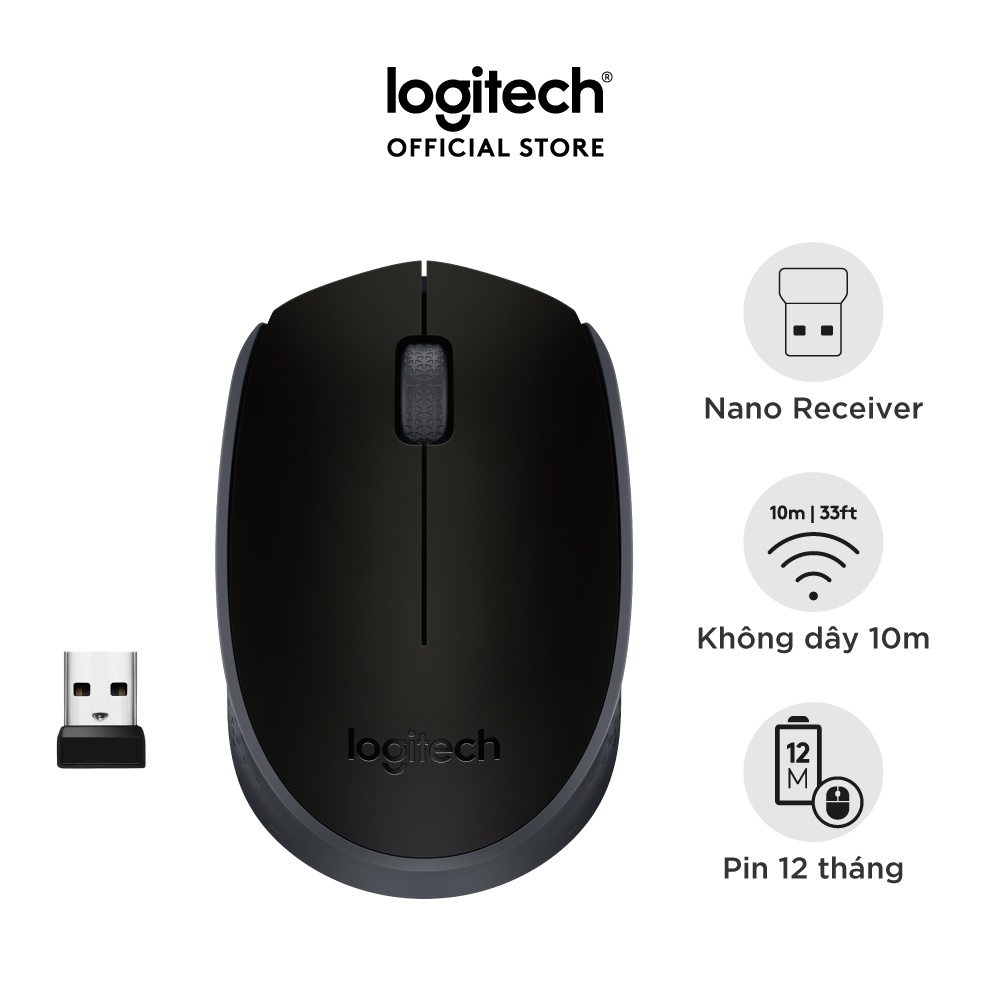 logitech®
OFFICIAL STORE
Nano Receiver
10m | 33ft
Không dây 10m
12
M
Pin 12 tháng
logitech